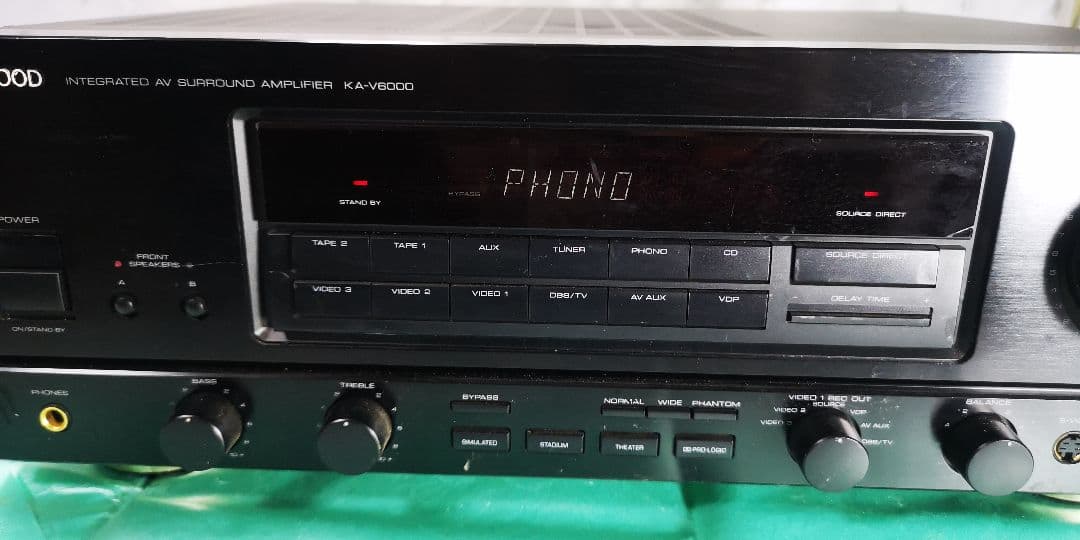 OOD INTEGRATED AV SURROUND AMPLIFIER KA-V6000
BYPASS PHONO
STAND BY
SOURCE DIRECT
POWER
ON/STAND BY
FRONT
SPEAKERS
A B
TAPE 2 TAPE 1 AUX TUNER PHONO CD
SOURCE DIRECT
VIDEO 3 VIDEO 2 VIDEO 1 DBS/TV AV AUX VDP
- DELAY TIME +
PHONES
BASS
TREBLE
BYPASS
NORMAL WIDE PHANTOM
SIMULATED STADIUM THEATER PRO•LOGIC
VIDEO 1 REC OUT
SOURCE
VIDEO 2 VDP
VIDEO 3 AV AUX
DBS/TV
BALANCE